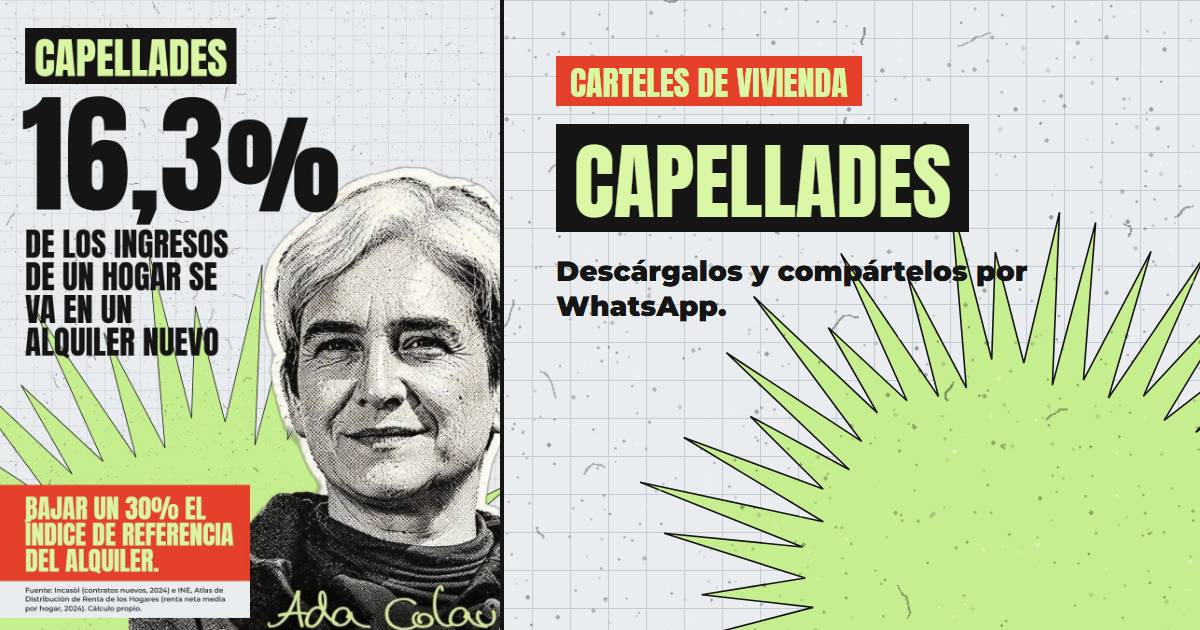 CAPELLADES
16,3%
DE LOS INGRESOS
DE UN HOGAR SE
VA EN UN
ALQUILER NUEVO
BAJAR UN 30% EL
ÍNDICE DE REFERENCIA
DEL ALQUILER.
Fuente: Incasòl (contratos nuevos, 2024) e INE, Atlas de
Distribución de Renta de los Hogares (renta neta media
por hogar, 2024). Cálculo propio.
Ada Colau
CARTELES DE VIVIENDA
CAPELLADES
Descárgalos y compártelos por
WhatsApp.